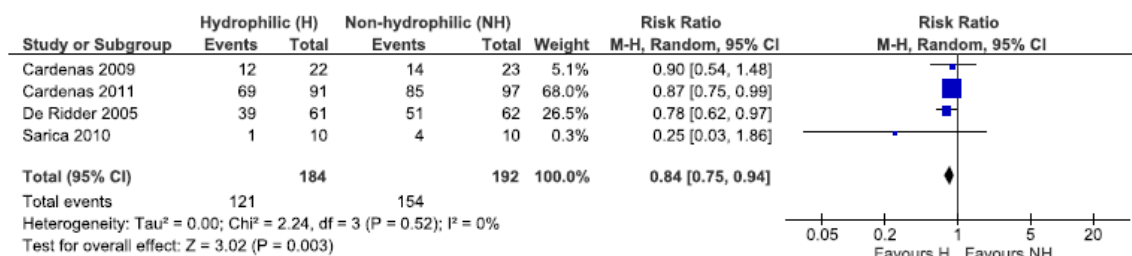 Hydrophilic (H) Non-hydrophilic (NH) Risk Ratio Risk Ratio
Study or Subgroup Events Total Events Total Weight M-H, Random, 95% CI M-H, Random, 95% CI
Cardenas 2009 12 22 14 23 5.1% 0.90 [0.54, 1.48]
Cardenas 2011 69 91 85 97 68.0% 0.87 [0.75, 0.99]
De Ridder 2005 39 61 51 62 26.5% 0.78 [0.62, 0.97]
Sarica 2010 1 10 4 10 0.3% 0.25 [0.03, 1.86]
Total (95% CI) 184 192 100.0% 0.84 [0.75, 0.94]
Total events 121 154
Heterogeneity: Tau² = 0.00; Chi² = 2.24, df = 3 (P = 0.52); I² = 0%
Test for overall effect: Z = 3.02 (P = 0.003)
0.05 0.2 1 5 20
Favours H Favours NH